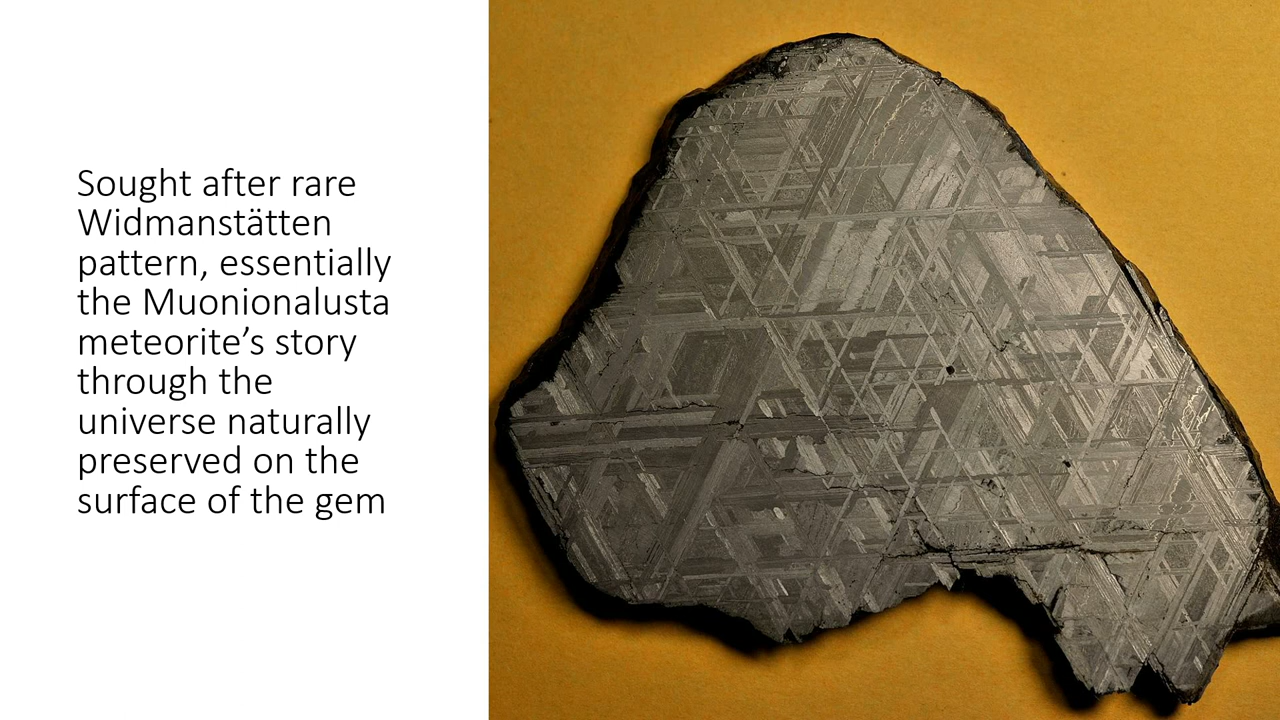 Sought after rare
Widmanstätten
pattern, essentially
the Muonionalusta
meteorite’s story
through the
universe naturally
preserved on the
surface of the gem